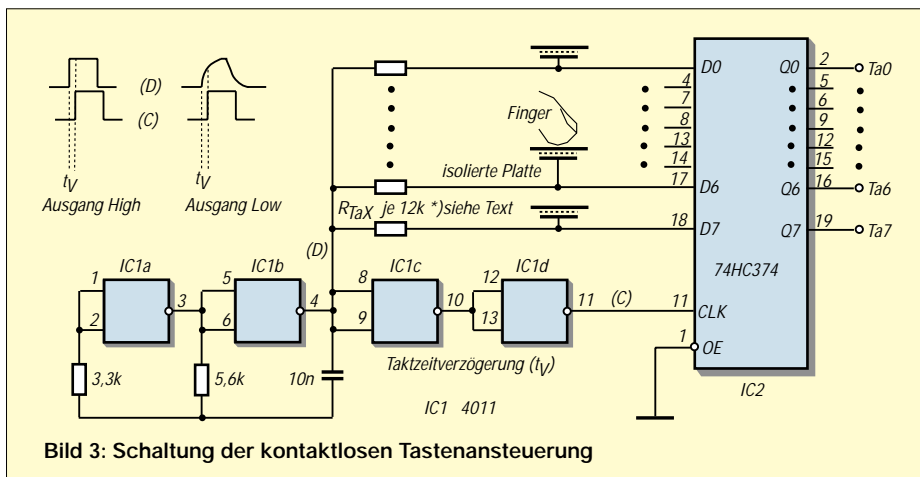 (D)
(C)
tV
tV
Ausgang High
Ausgang Low
Finger
isolierte Platte
RTaX je 12k *)siehe Text
(D)
D0
4
7
8
13
14
17
D6
18
D7
74HC374
11
CLK
1
OE
IC2
Q0
2
Ta0
5
6
9
12
15
Q6
16
Ta6
Q7
19
Ta7
IC1a
1
2
3
IC1b
5
6
4
IC1c
8
9
10
IC1d
12
13
11
(C)
3,3k
5,6k
10n
Taktzeitverzögerung (tV)
IC1 4011
Bild 3: Schaltung der kontaktlosen Tastenansteuerung